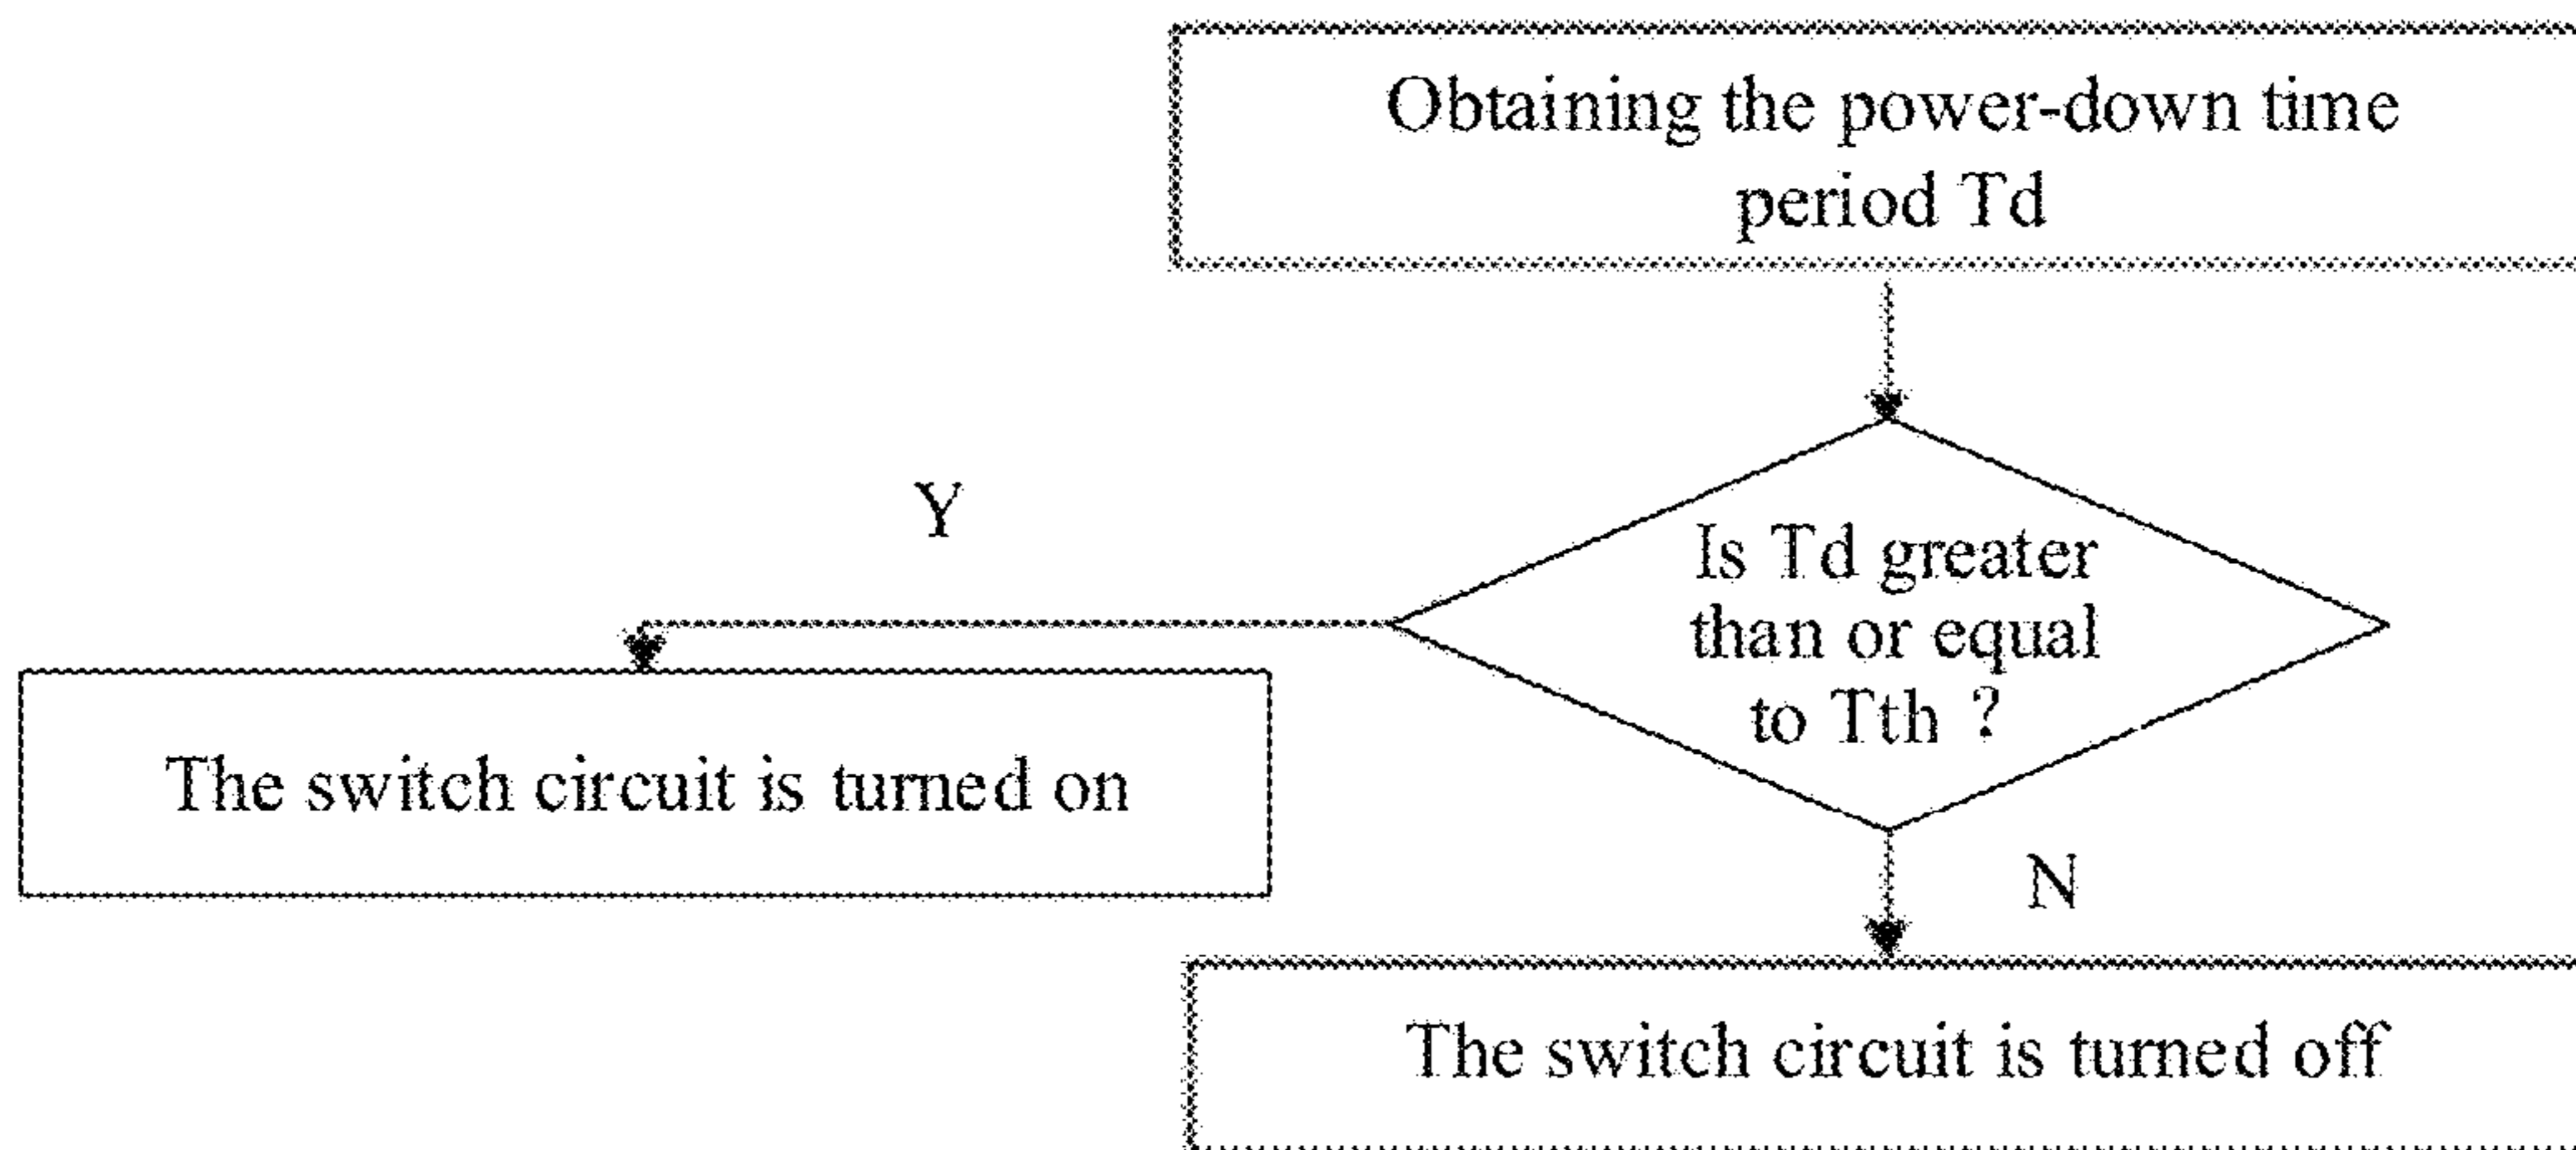 Obtaining the power-down time
period Td
Y
Is Td greater
than or equal
to Tth ?
The switch circuit is turned on
N
The switch circuit is turned off